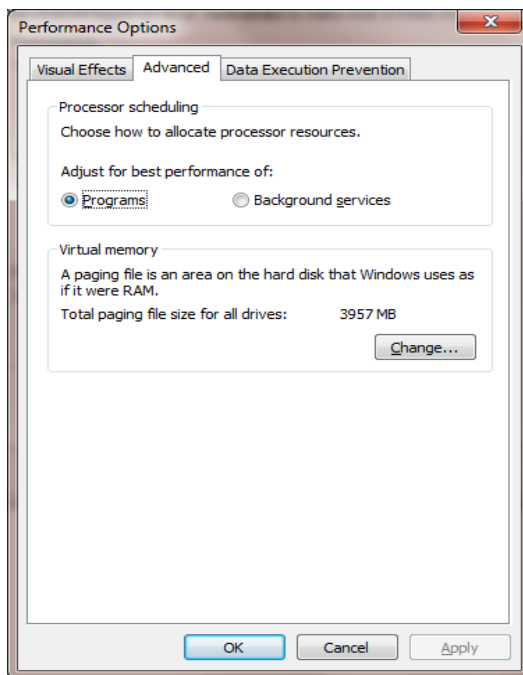 Performance Options
Visual Effects Advanced Data Execution Prevention
Processor scheduling
Choose how to allocate processor resources.
Adjust for best performance of:
Programs Background services
Virtual memory
A paging file is an area on the hard disk that Windows uses as
if it were RAM.
Total paging file size for all drives: 3957 MB
Change...
OK Cancel Apply